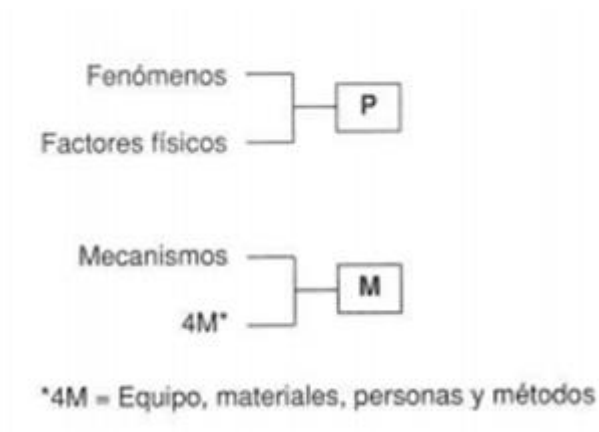 Fenómenos
P
Factores físicos
Mecanismos
M
4M*
*4M = Equipo, materiales, personas y métodos